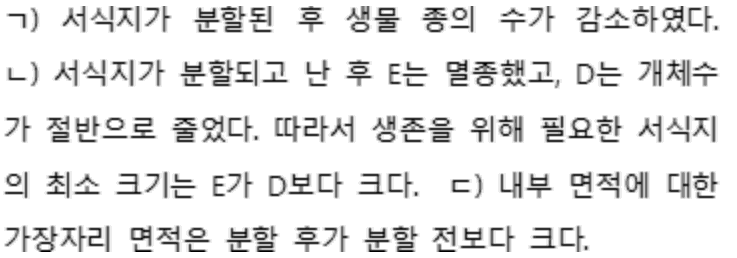 ㄱ) 서식지가 분할된 후 생물 종의 수가 감소하였다.
ㄴ) 서식지가 분할되고 난 후 E는 멸종했고, D는 개체수
가 절반으로 줄었다. 따라서 생존을 위해 필요한 서식지
의 최소 크기는 E가 D보다 크다. ㄷ) 내부 면적에 대한
가장자리 면적은 분할 후가 분할 전보다 크다.